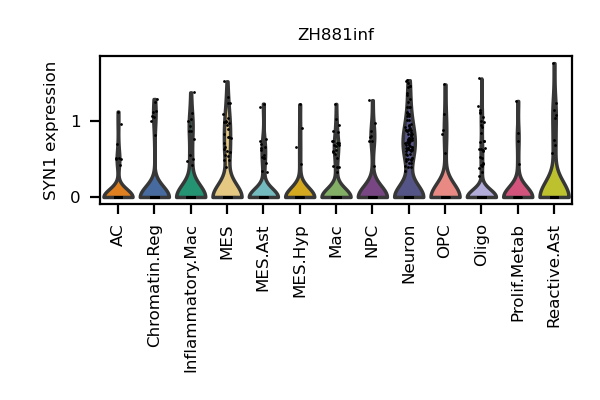 ZH881inf
SYN1 expression
1
0
AC
Chromatin.Reg
Inflammatory.Mac
MES
MES.Ast
MES.Hyp
Mac
NPC
Neuron
OPC
Oligo
Prolif.Metab
Reactive.Ast